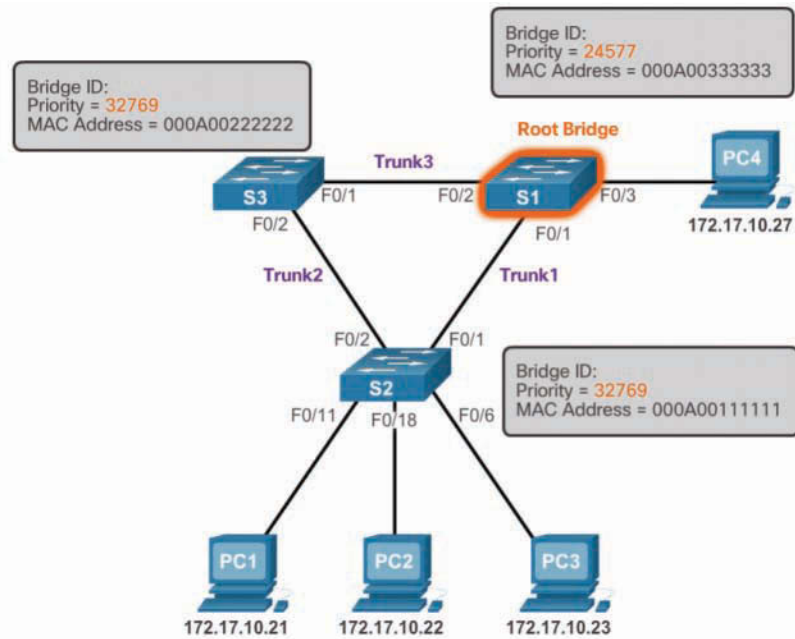 Bridge ID:
Priority = 24577
MAC Address = 000A00333333
Bridge ID:
Priority = 32769
MAC Address = 000A00222222
Root Bridge
Trunk3
PC4
S3
F0/1
F0/2
S1
F0/3
F0/2
F0/1
172.17.10.27
Trunk2
Trunk1
F0/2
F0/1
Bridge ID:
Priority = 32769
MAC Address = 000A00111111
S2
F0/11
F0/18
F0/6
PC1
PC2
PC3
172.17.10.21
172.17.10.22
172.17.10.23